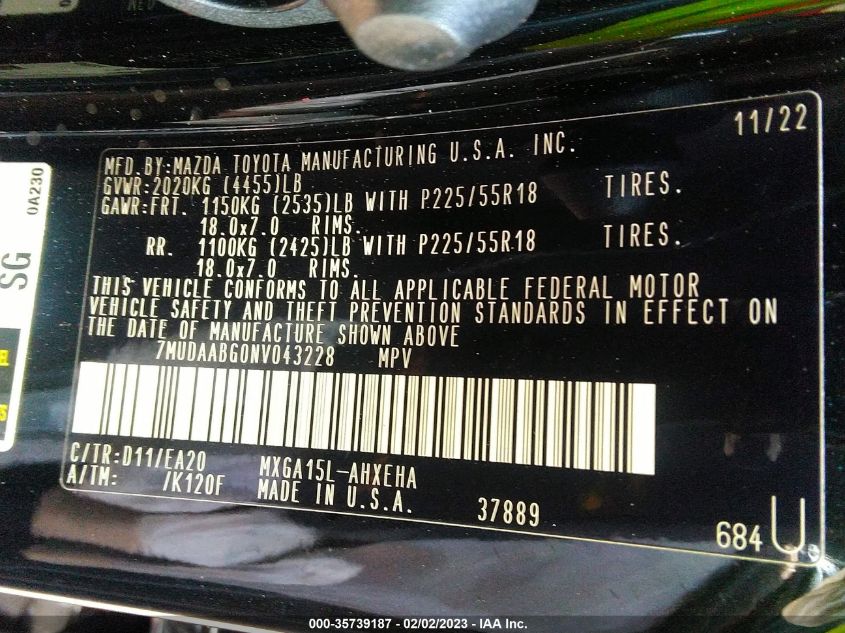 0A230
SG
11/22
MFD.BY:MAZDA TOYOTA MANUFACTURING U.S.A. INC.
GVWR:2020KG (4455)LB
GAWR:FRT. 1150KG (2535)LB WITH P225/55R18 TIRES.
18.0x7.0 RIMS.
RR. 1100KG (2425)LB WITH P225/55R18 TIRES.
18.0x7.0 RIMS.
THIS VEHICLE CONFORMS TO ALL APPLICABLE FEDERAL MOTOR
VEHICLE SAFETY AND THEFT PREVENTION STANDARDS IN EFFECT ON
THE DATE OF MANUFACTURE SHOWN ABOVE
7MUDAABG0NV043228 MPV
C/TR:D11/EA20 MXGA15L-AHXEHA
A/TM: /K120F MADE IN U.S.A. 37889
684 U
000-35739187 - 02/02/2023 - IAA Inc.